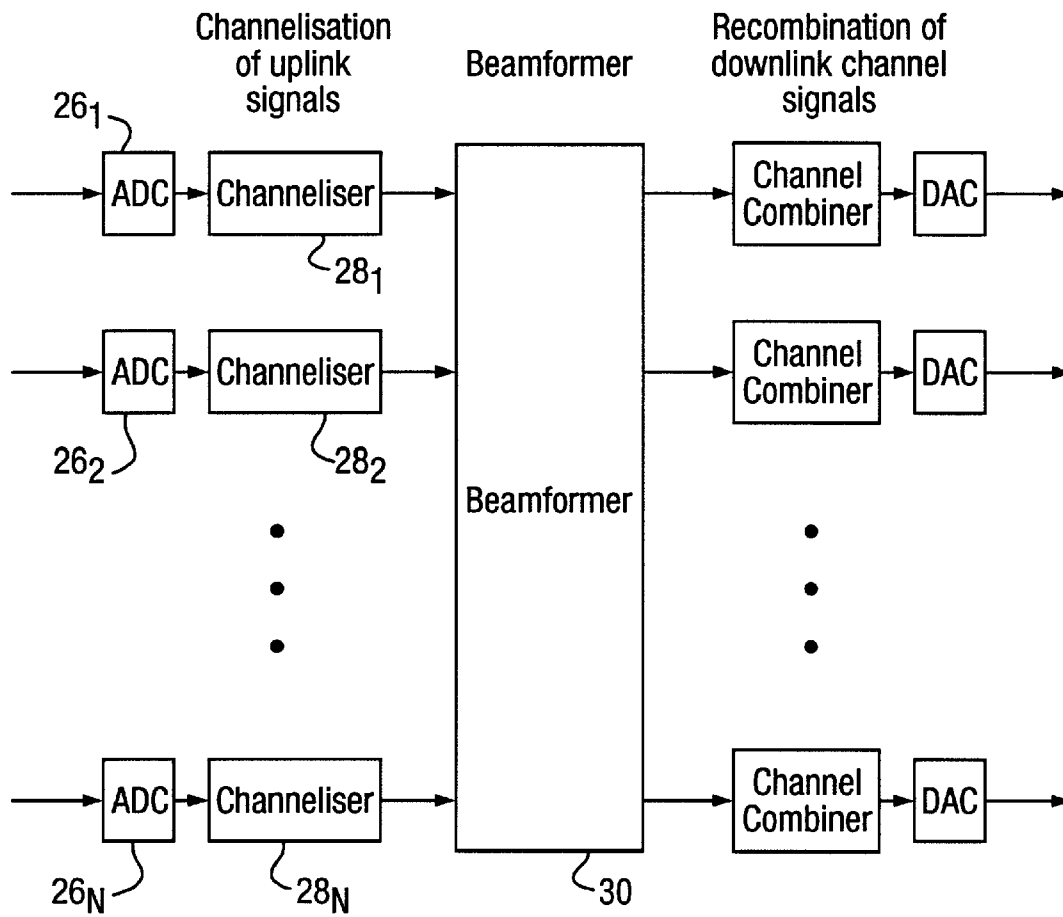 Channelisation
of uplink
signals
Beamformer
Recombination of
downlink channel
signals
26₁
ADC
Channeliser
Channel
Combiner
DAC
28₁
ADC
Channeliser
Channel
Combiner
DAC
26₂
28₂
Beamformer
ADC
Channeliser
Channel
Combiner
DAC
26N
28N
30